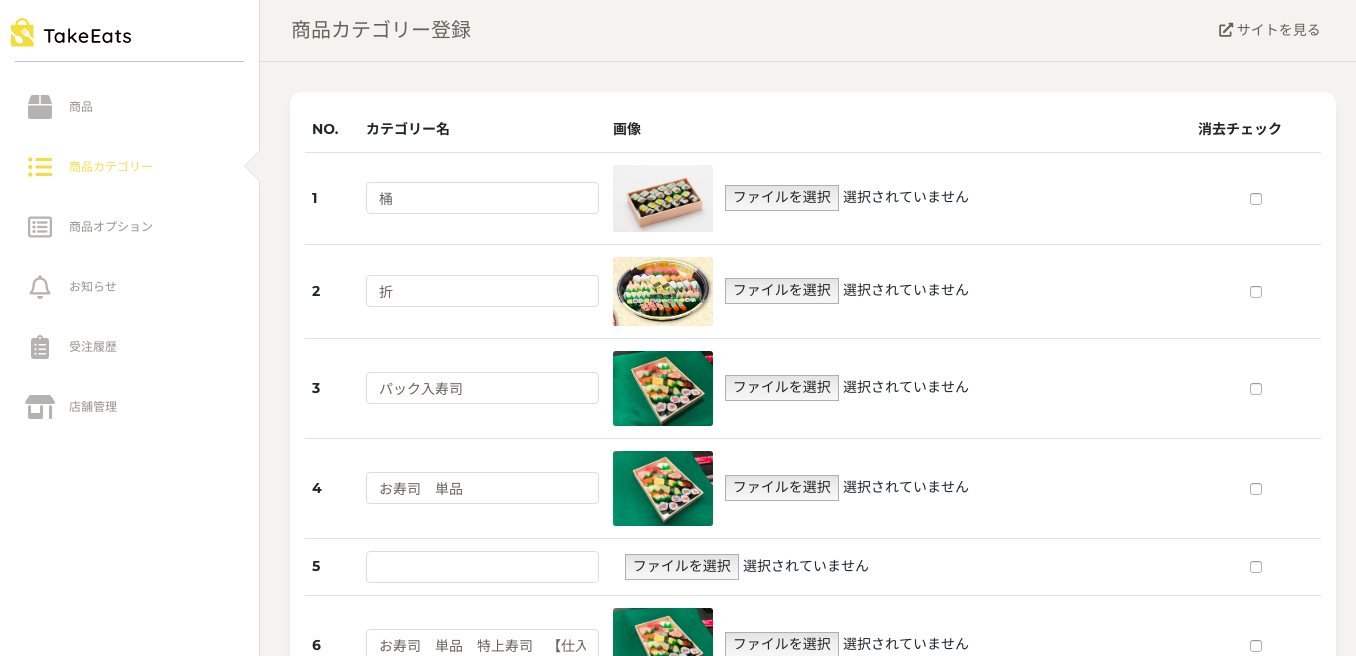 TakeEats
商品カテゴリー登録
サイトを見る
商品
商品カテゴリー
商品オプション
お知らせ
受注履歴
店舗管理
NO. カテゴリー名 画像 消去チェック
1 桶 ファイルを選択 選択されていません
2 折 ファイルを選択 選択されていません
3 パック入寿司 ファイルを選択 選択されていません
4 お寿司　単品 ファイルを選択 選択されていません
5 ファイルを選択 選択されていません
6 お寿司　単品　特上寿司　【仕入 ファイルを選択 選択されていません